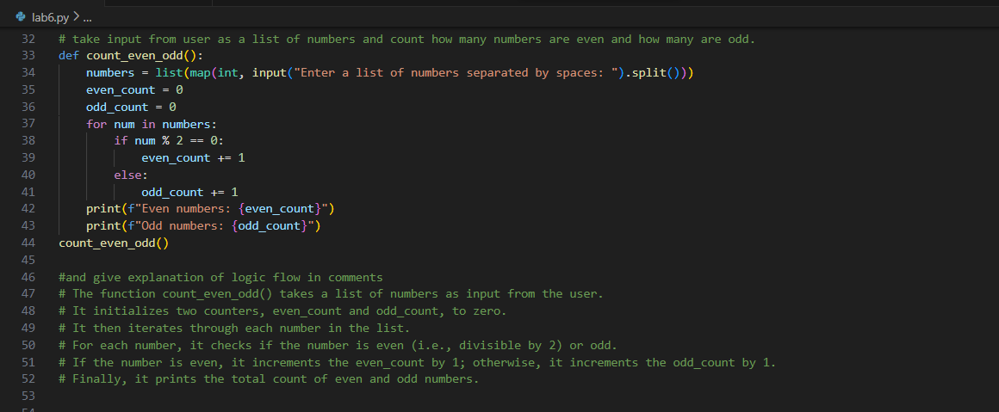 lab6.py > ...
32 # take input from user as a list of numbers and count how many numbers are even and how many are odd.
33 def count_even_odd():
34     numbers = list(map(int, input("Enter a list of numbers separated by spaces: ").split()))
35     even_count = 0
36     odd_count = 0
37     for num in numbers:
38         if num % 2 == 0:
39             even_count += 1
40         else:
41             odd_count += 1
42     print(f"Even numbers: {even_count}")
43     print(f"Odd numbers: {odd_count}")
44 count_even_odd()
45
46 #and give explanation of logic flow in comments
47 # The function count_even_odd() takes a list of numbers as input from the user.
48 # It initializes two counters, even_count and odd_count, to zero.
49 # It then iterates through each number in the list.
50 # For each number, it checks if the number is even (i.e., divisible by 2) or odd.
51 # If the number is even, it increments the even_count by 1; otherwise, it increments the odd_count by 1.
52 # Finally, it prints the total count of even and odd numbers.
53